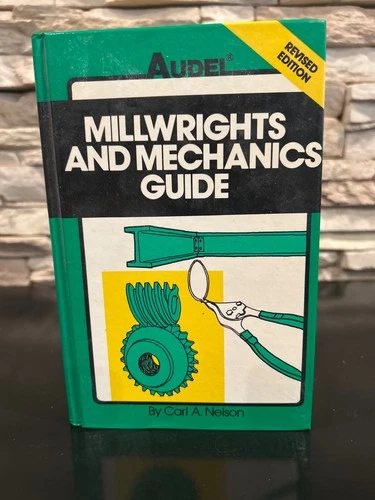 AUDEL®
REVISED
EDITION
MILLWRIGHTS
AND MECHANICS
GUIDE
By Carl A. Nelson